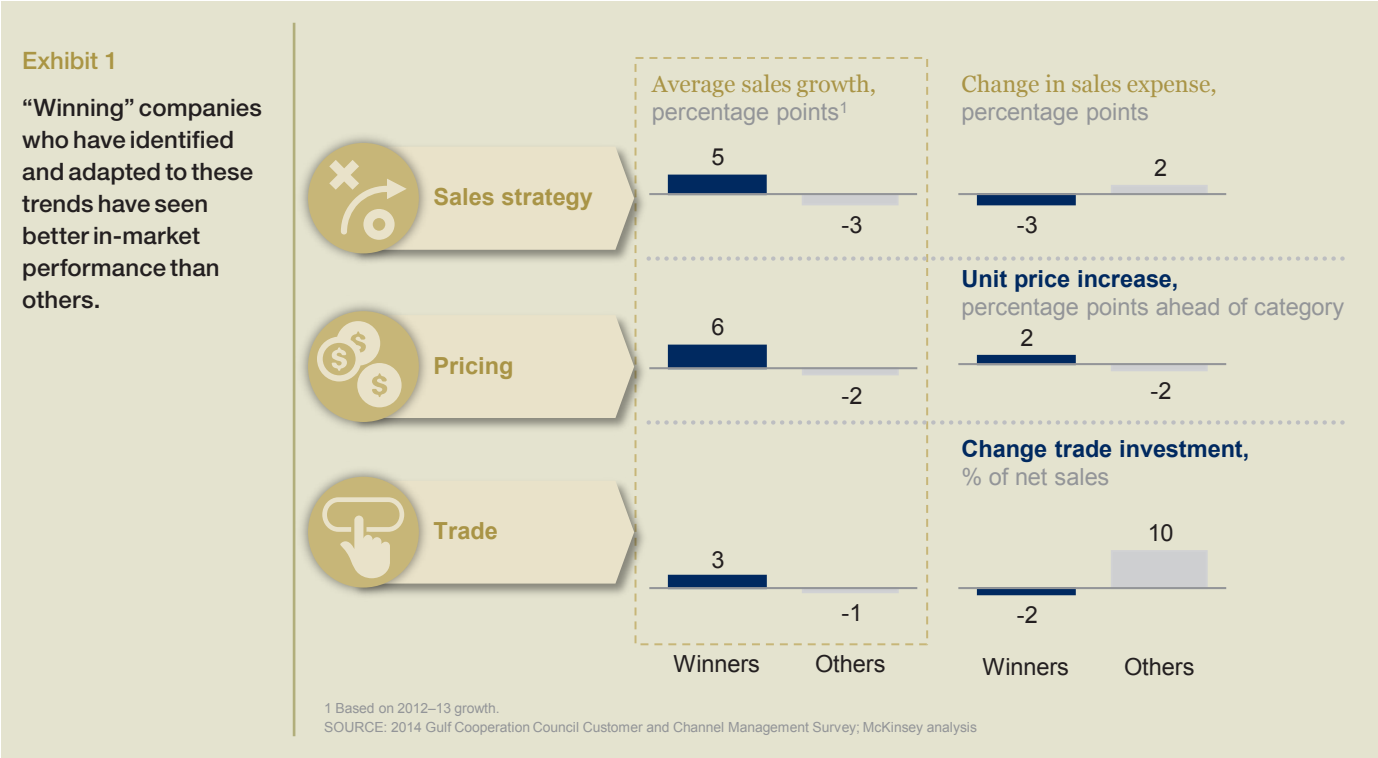 Exhibit 1
“Winning” companies
who have identified
and adapted to these
trends have seen
better in-market
performance than
others.
Average sales growth,
percentage points1
Change in sales expense,
percentage points
Sales strategy
5
-3
-3
2
Unit price increase,
percentage points ahead of category
Pricing
$
$
$
6
-2
2
-2
Change trade investment,
% of net sales
Trade
3
-1
-2
10
Winners
Others
Winners
Others
1 Based on 2012–13 growth.
SOURCE: 2014 Gulf Cooperation Council Customer and Channel Management Survey; McKinsey analysis